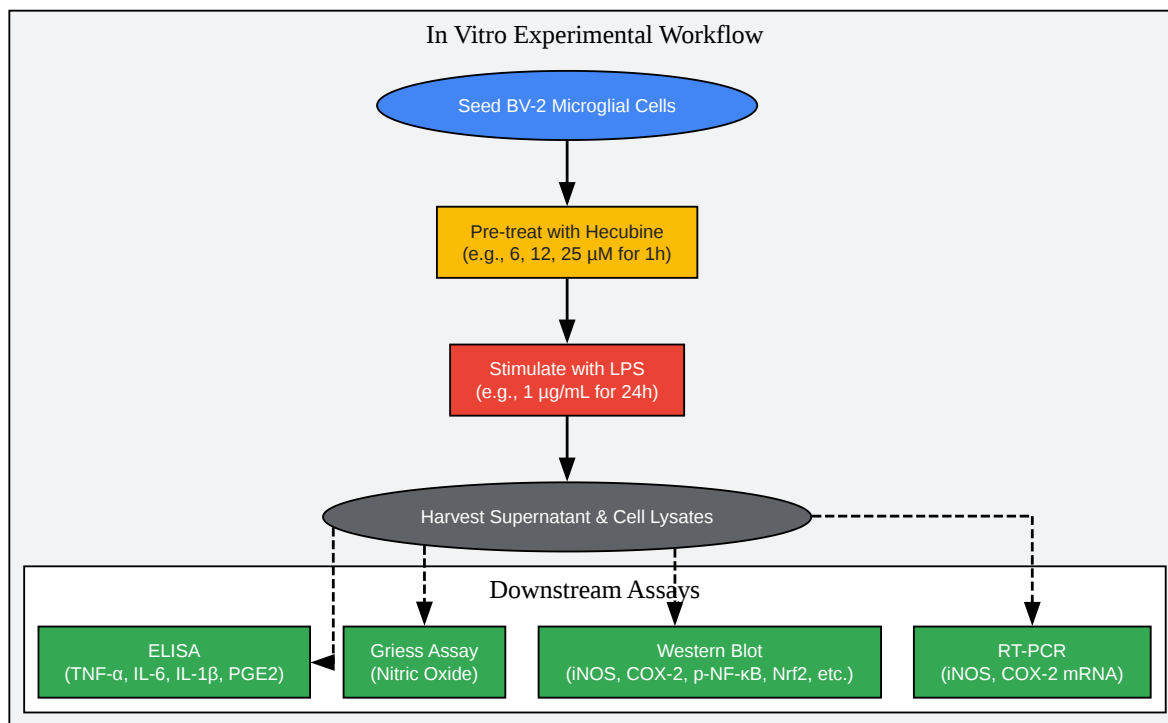 In Vitro Experimental Workflow
Seed BV-2 Microglial Cells
Pre-treat with Hecubine
(e.g., 6, 12, 25 µM for 1h)
Stimulate with LPS
(e.g., 1 µg/mL for 24h)
Harvest Supernatant & Cell Lysates
Downstream Assays
ELISA
(TNF-α, IL-6, IL-1β, PGE2)
Griess Assay
(Nitric Oxide)
Western Blot
(iNOS, COX-2, p-NF-κB, Nrf2, etc.)
RT-PCR
(iNOS, COX-2 mRNA)